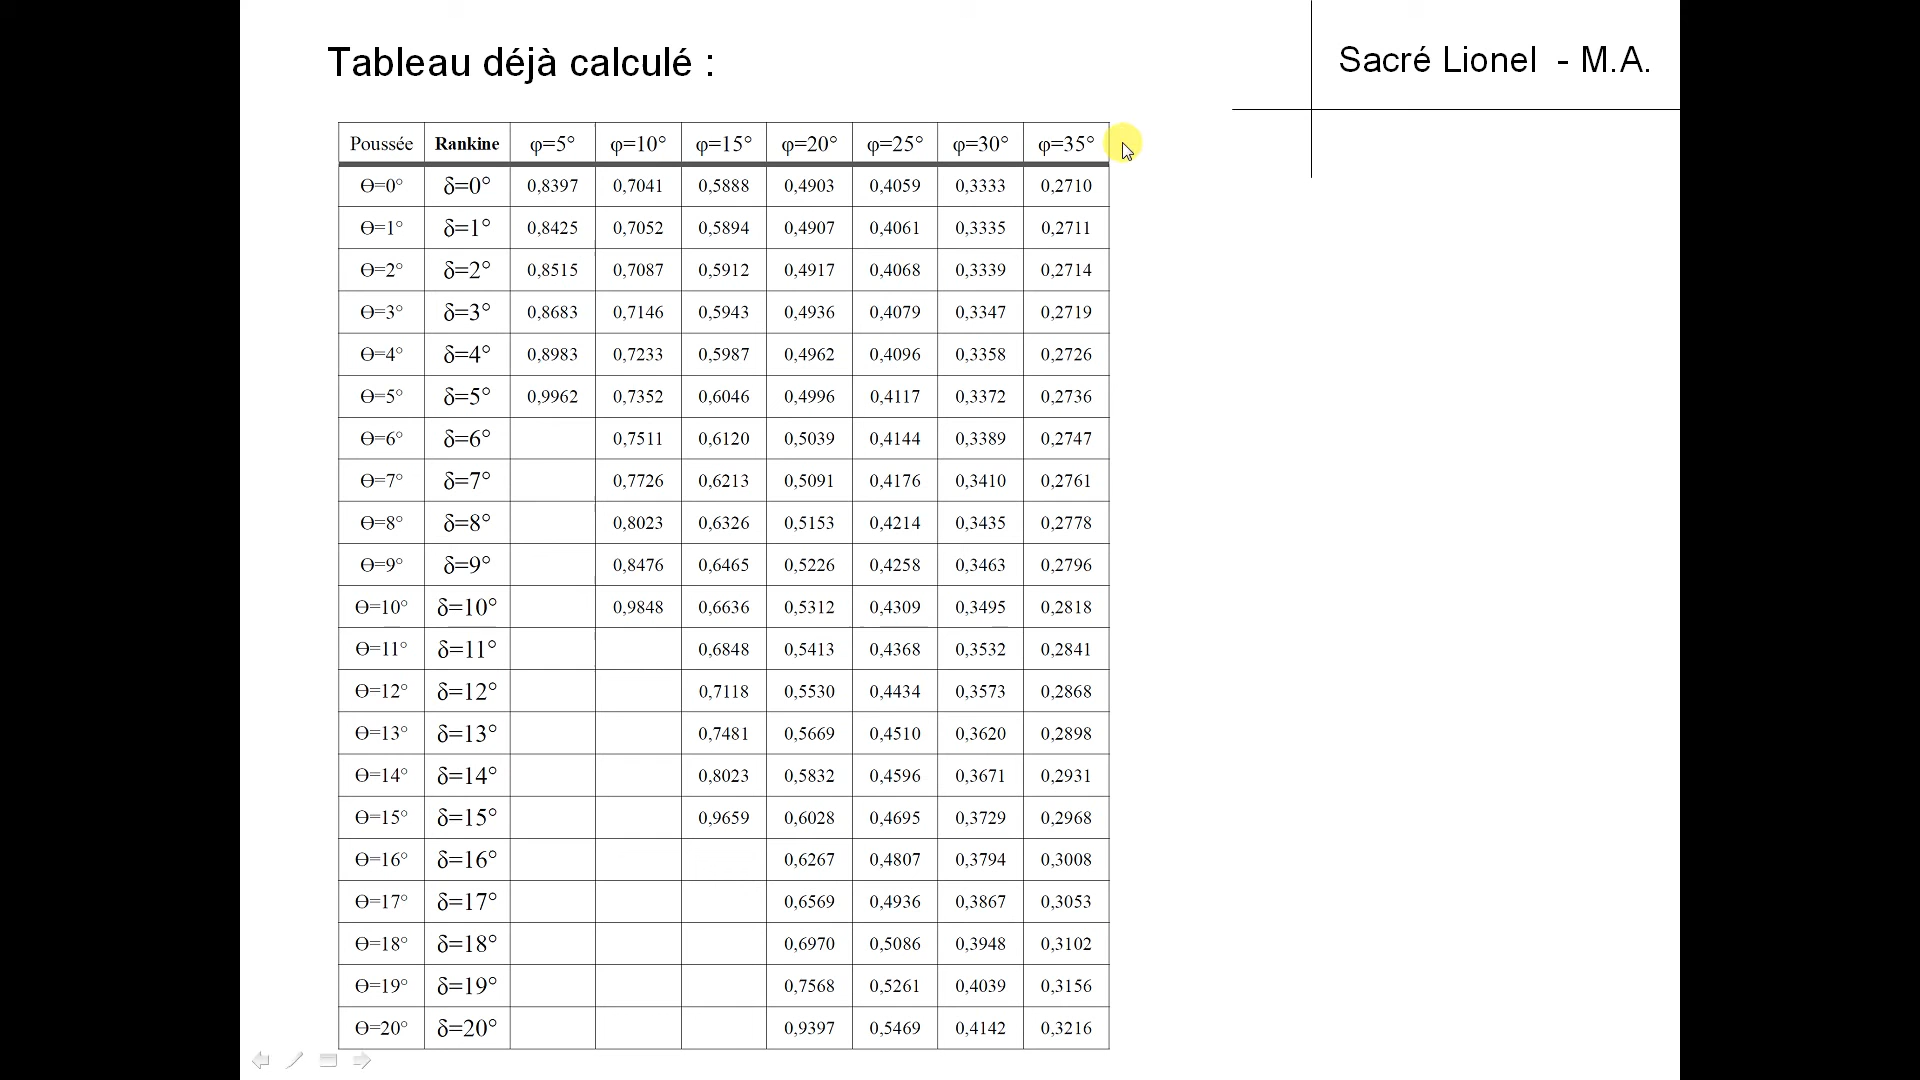 Tableau déjà calculé :
Sacré Lionel - M.A.
Poussée Rankine φ=5° φ=10° φ=15° φ=20° φ=25° φ=30° φ=35°
Ɵ=0° δ=0° 0,8397 0,7041 0,5888 0,4903 0,4059 0,3333 0,2710
Ɵ=1° δ=1° 0,8425 0,7052 0,5894 0,4907 0,4061 0,3335 0,2711
Ɵ=2° δ=2° 0,8515 0,7087 0,5912 0,4917 0,4068 0,3339 0,2714
Ɵ=3° δ=3° 0,8683 0,7146 0,5943 0,4936 0,4079 0,3347 0,2719
Ɵ=4° δ=4° 0,8983 0,7233 0,5987 0,4962 0,4096 0,3358 0,2726
Ɵ=5° δ=5° 0,9962 0,7352 0,6046 0,4996 0,4117 0,3372 0,2736
Ɵ=6° δ=6° 0,7511 0,6120 0,5039 0,4144 0,3389 0,2747
Ɵ=7° δ=7° 0,7726 0,6213 0,5091 0,4176 0,3410 0,2761
Ɵ=8° δ=8° 0,8023 0,6326 0,5153 0,4214 0,3435 0,2778
Ɵ=9° δ=9° 0,8476 0,6465 0,5226 0,4258 0,3463 0,2796
Ɵ=10° δ=10° 0,9848 0,6636 0,5312 0,4309 0,3495 0,2818
Ɵ=11° δ=11° 0,6848 0,5413 0,4368 0,3532 0,2841
Ɵ=12° δ=12° 0,7118 0,5530 0,4434 0,3573 0,2868
Ɵ=13° δ=13° 0,7481 0,5669 0,4510 0,3620 0,2898
Ɵ=14° δ=14° 0,8023 0,5832 0,4596 0,3671 0,2931
Ɵ=15° δ=15° 0,9659 0,6028 0,4695 0,3729 0,2968
Ɵ=16° δ=16° 0,6267 0,4807 0,3794 0,3008
Ɵ=17° δ=17° 0,6569 0,4936 0,3867 0,3053
Ɵ=18° δ=18° 0,6970 0,5086 0,3948 0,3102
Ɵ=19° δ=19° 0,7568 0,5261 0,4039 0,3156
Ɵ=20° δ=20° 0,9397 0,5469 0,4142 0,3216